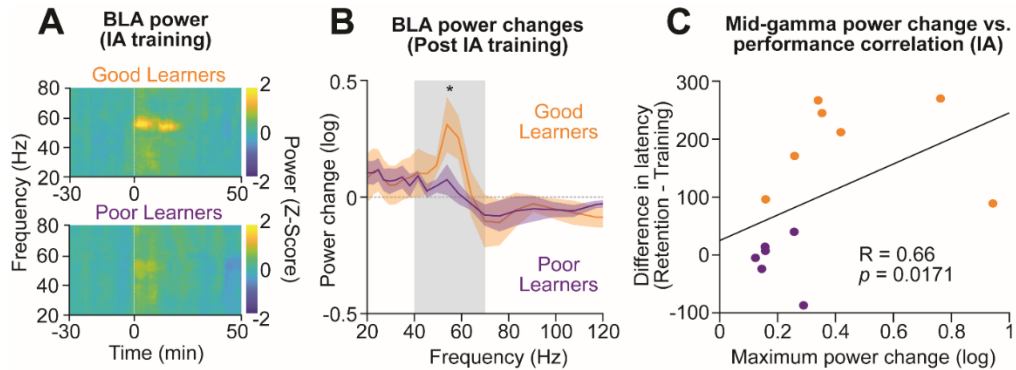 A
BLA power
(IA training)
Good Learners
80
60
40
20
-30
0
50
2
0
-2
Poor Learners
80
60
40
20
-30
0
50
2
0
-2
Frequency (Hz)
Time (min)
Power (Z-Score)
B
BLA power changes
(Post IA training)
0.5
0
-0.5
Power change (log)
*
Good
Learners
Poor
Learners
20 40 60 80 100 120
Frequency (Hz)
C
Mid-gamma power change vs.
performance correlation (IA)
300
200
100
0
-100
Difference in latency
(Retention - Training)
R = 0.66
p = 0.0171
0 0.2 0.4 0.6 0.8 1
Maximum power change (log)